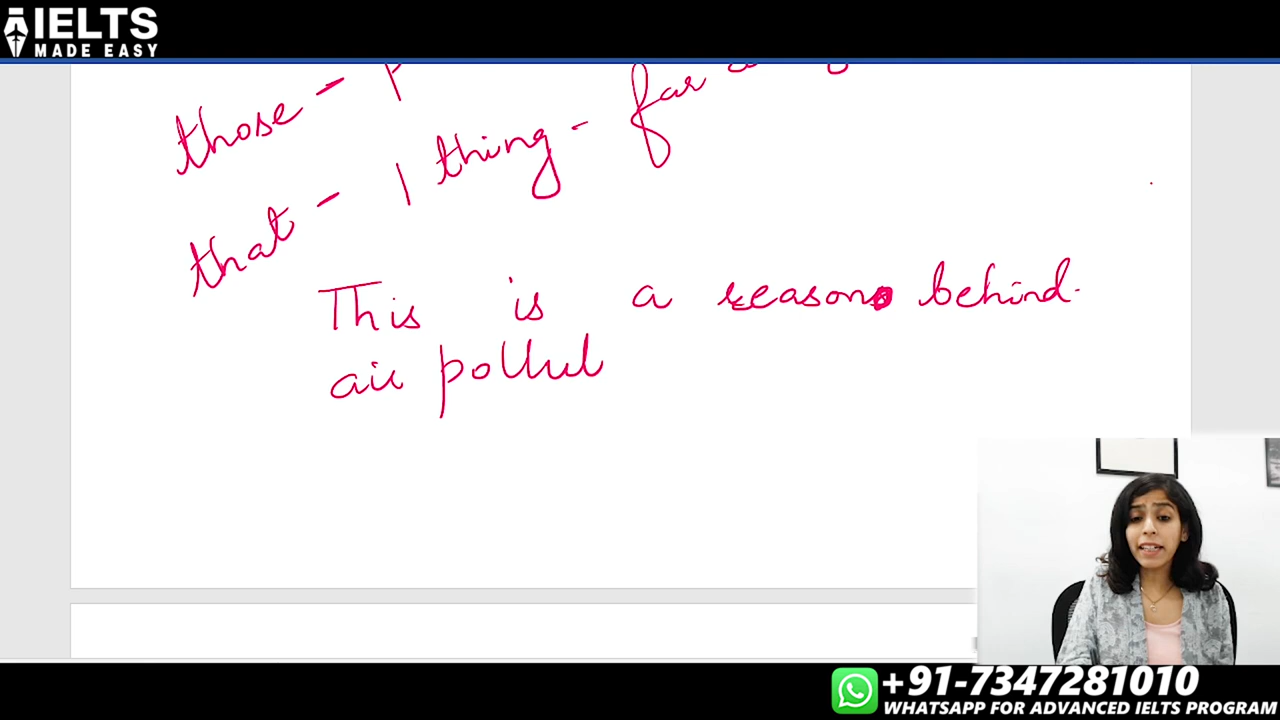 IELTS
MADE EASY
those -
that - 1 thing - far
This is a reason behind
air pollut
+91-7347281010
WHATSAPP FOR ADVANCED IELTS PROGRAM